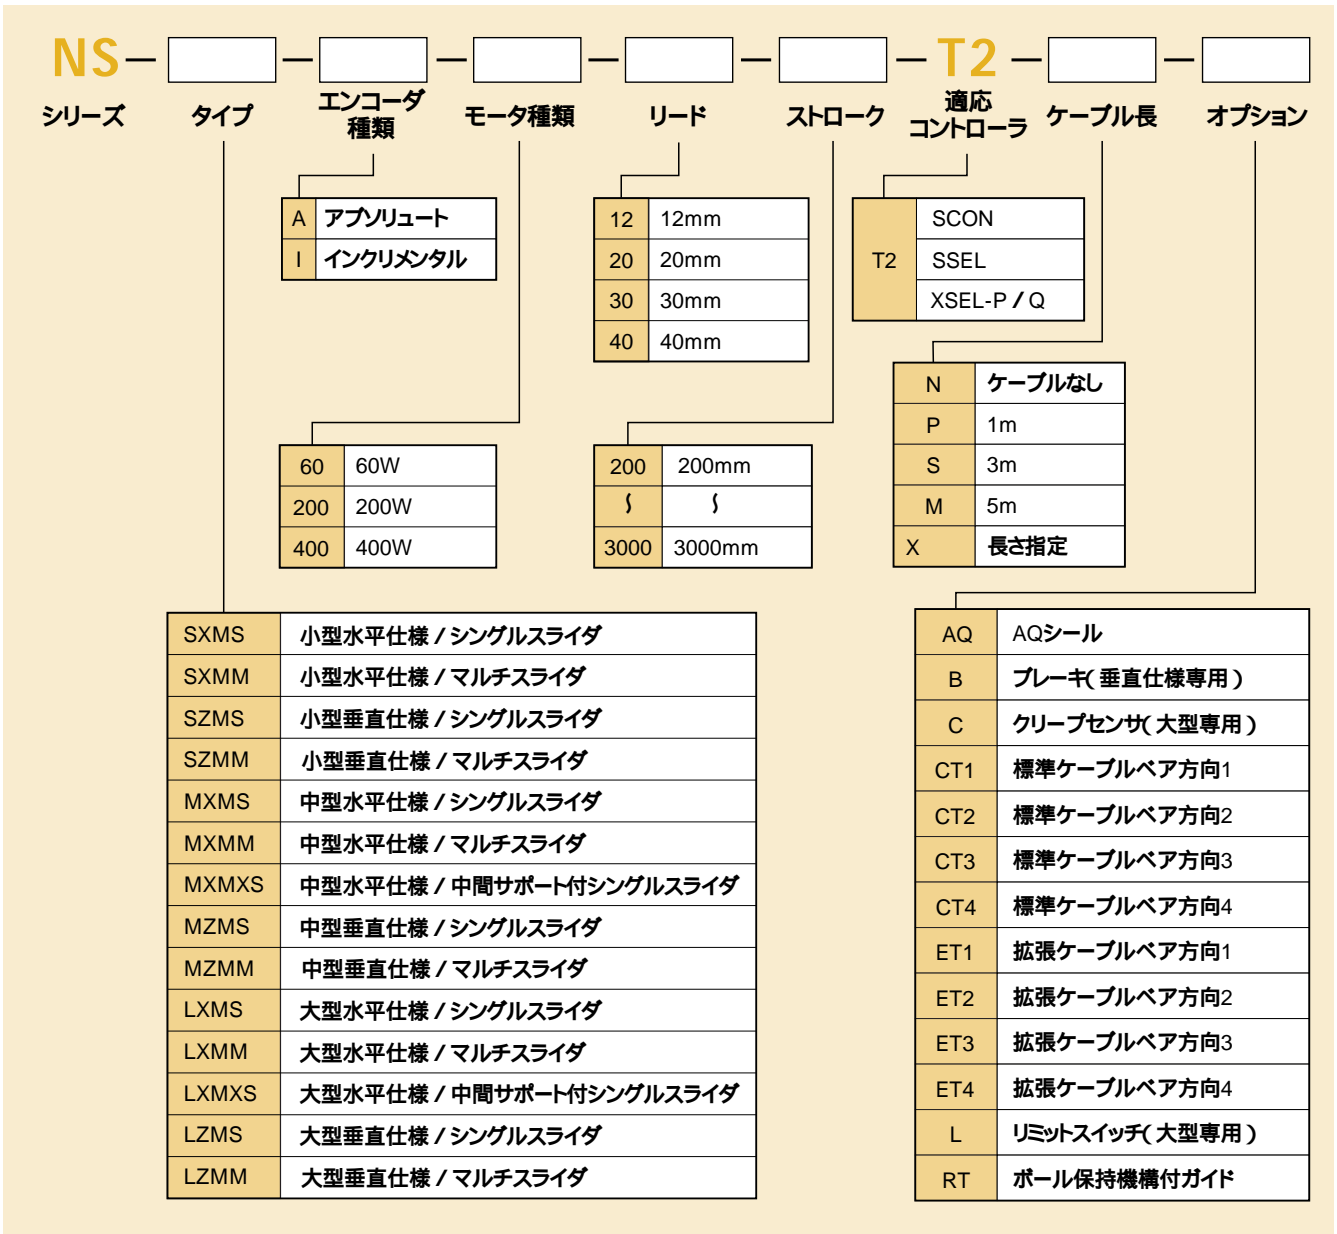 NS－ － － － － －T2－ －
シリーズ
タイプ
エンコーダ
種類
モータ種類
リード
ストローク
適応
コントローラ
ケーブル長
オプション
A アブソリュート
I インクリメンタル
12 12mm
20 20mm
30 30mm
40 40mm
T2
SCON
SSEL
XSEL-P / Q
N ケーブルなし
P 1m
S 3m
M 5m
X 長さ指定
60 60W
200 200W
400 400W
200 200mm
〜 〜
3000 3000mm
SXMS 小型水平仕様 / シングルスライダ
SXMM 小型水平仕様 / マルチスライダ
SZMS 小型垂直仕様 / シングルスライダ
SZMM 小型垂直仕様 / マルチスライダ
MXMS 中型水平仕様 / シングルスライダ
MXMM 中型水平仕様 / マルチスライダ
MXMXS 中型水平仕様 / 中間サポート付シングルスライダ
MZMS 中型垂直仕様 / シングルスライダ
MZMM 中型垂直仕様 / マルチスライダ
LXMS 大型水平仕様 / シングルスライダ
LXMM 大型水平仕様 / マルチスライダ
LXMXS 大型水平仕様 / 中間サポート付シングルスライダ
LZMS 大型垂直仕様 / シングルスライダ
LZMM 大型垂直仕様 / マルチスライダ
AQ AQシール
B ブレーキ(垂直仕様専用)
C クリープセンサ(大型専用)
CT1 標準ケーブルベア方向1
CT2 標準ケーブルベア方向2
CT3 標準ケーブルベア方向3
CT4 標準ケーブルベア方向4
ET1 拡張ケーブルベア方向1
ET2 拡張ケーブルベア方向2
ET3 拡張ケーブルベア方向3
ET4 拡張ケーブルベア方向4
L リミットスイッチ(大型専用)
RT ボール保持機構付ガイド